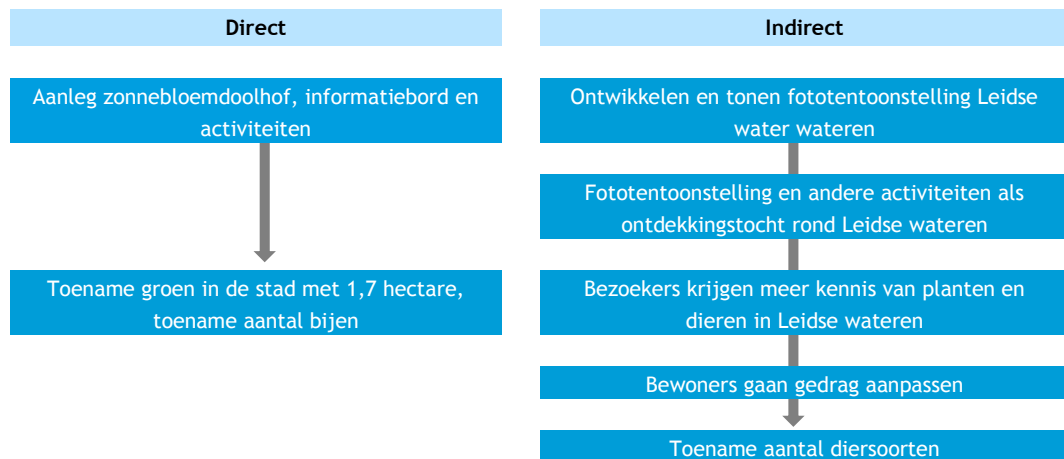 Direct
Aanleg zonnebloemdoolhof, informatiebord en
activiteiten
Toename groen in de stad met 1,7 hectare,
toename aantal bijen
Indirect
Ontwikkelen en tonen fototentoonstelling Leidse
water wateren
Fototentoonstelling en andere activiteiten als
ontdekkingstocht rond Leidse wateren
Bezoekers krijgen meer kennis van planten en
dieren in Leidse wateren
Bewoners gaan gedrag aanpassen
Toename aantal diersoorten